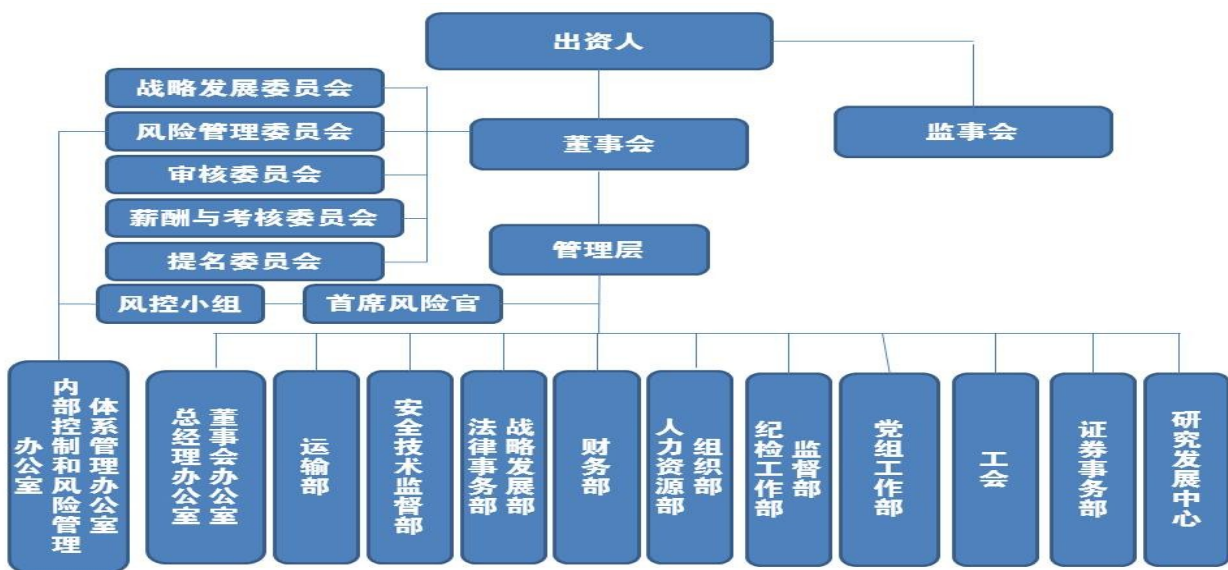 出资人
战略发展委员会
风险管理委员会
董事会
监事会
审核委员会
薪酬与考核委员会
管理层
提名委员会
风控小组
首席风险官
体系管理办公室
内部控制和风险管理
办公室
董事会办公室
总经理办公室
运输部
安全技术监督部
战略发展部
法律事务部
财务部
组织部
人力资源部
监督部
纪检工作部
党组工作部
工会
证券事务部
研究发展中心